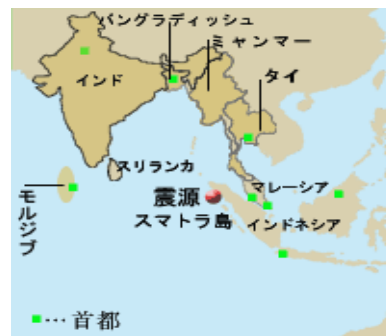 バングラディッシュ
ミャンマー
インド
タイ
スリランカ
モルジブ
震源
マレーシア
スマトラ島
インドネシア
■…首都